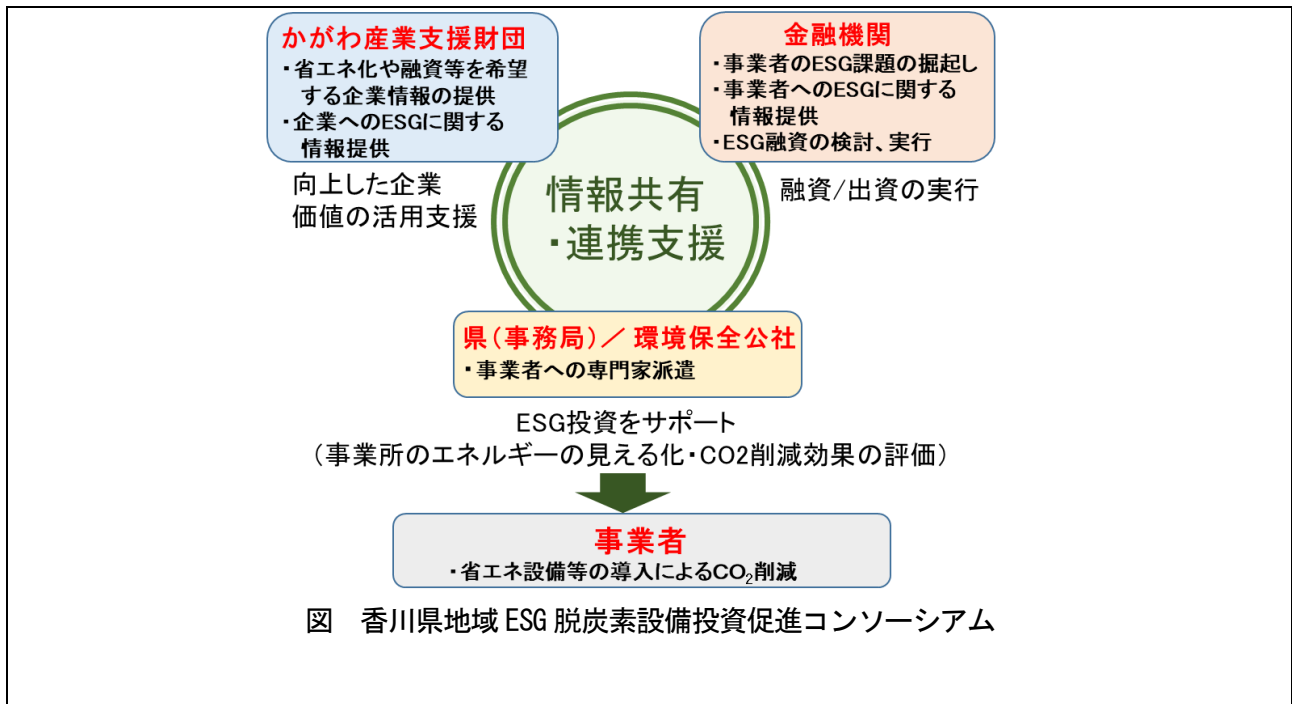 かがわ産業支援財団
・省エネ化や融資等を希望
する企業情報の提供
・企業へのESGに関する
情報提供
向上した企業
価値の活用支援
金融機関
・事業者のESG課題の掘起し
・事業者へのESGに関する
情報提供
・ESG融資の検討、実行
融資/出資の実行
情報共有
・連携支援
県(事務局)/環境保全公社
・事業者への専門家派遣
ESG投資をサポート
(事業所のエネルギーの見える化・CO2削減効果の評価)
事業者
・省エネ設備等の導入によるCO₂削減
図 香川県地域 ESG 脱炭素設備投資促進コンソーシアム